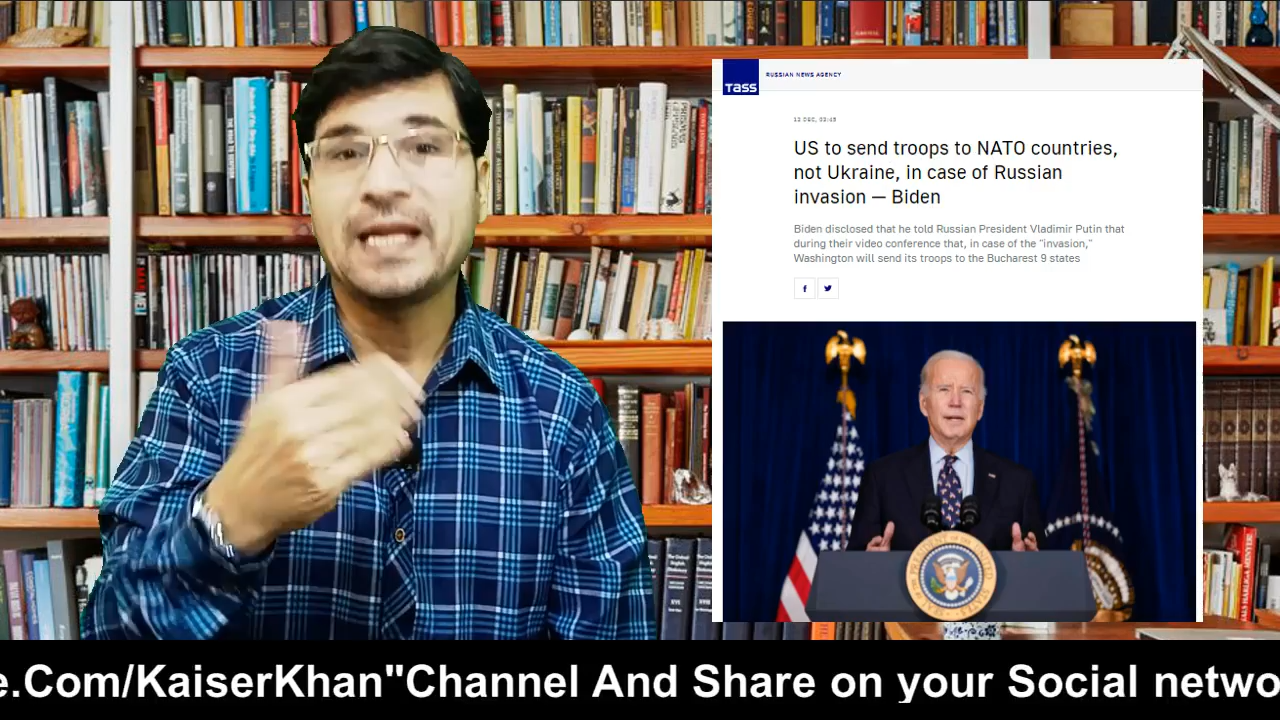 TASS
RUSSIAN NEWS AGENCY
US to send troops to NATO countries,
not Ukraine, in case of Russian
invasion — Biden
Biden disclosed that he told Russian President Vladimir Putin that
during their video conference that, in case of the "invasion,"
Washington will send its troops to the Bucharest 9 states
f
e.Com/KaiserKhan"Channel And Share on your Social netwo